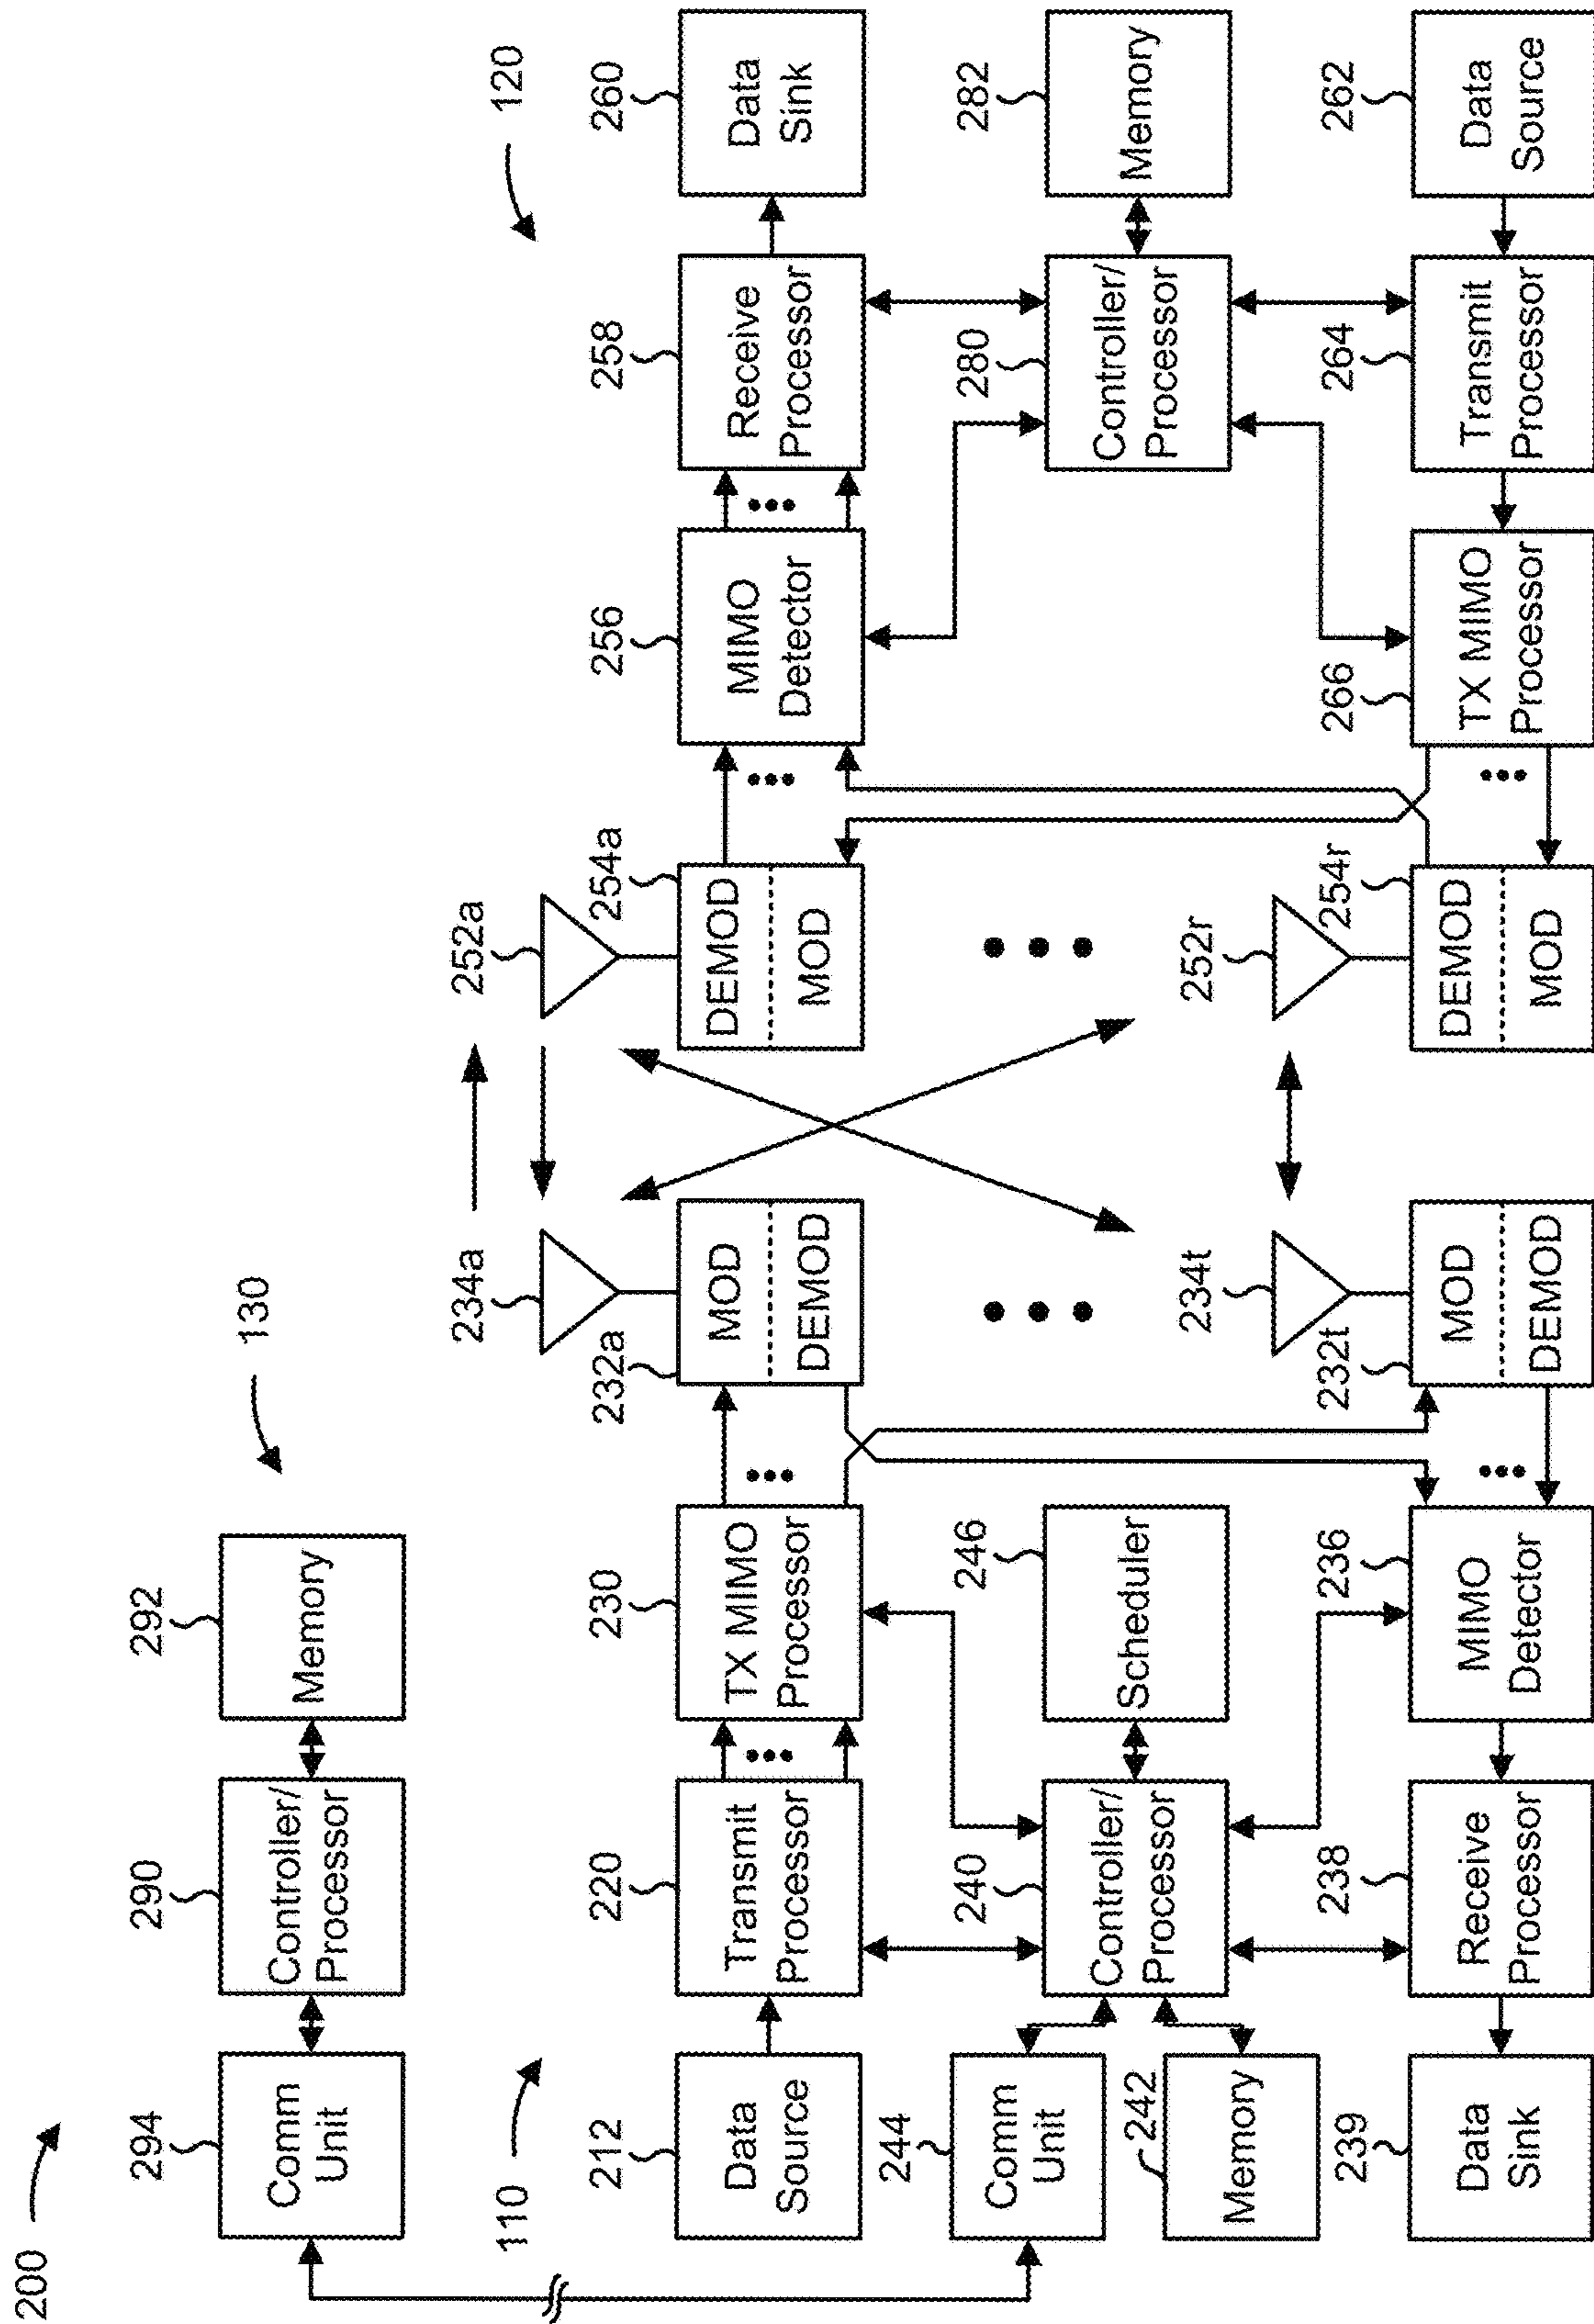 200
294
Comm
Unit
290
Controller/
Processor
292
Memory
130
110
120
212
Data
Source
220
Transmit
Processor
230
TX MIMO
Processor
232a
MOD
DEMOD
234a
252a
254a
DEMOD
MOD
256
MIMO
Detector
258
Receive
Processor
260
Data
Sink
244
Comm
Unit
242
Memory
240
Controller/
Processor
246
Scheduler
280
Controller/
Processor
282
Memory
239
Data
Sink
238
Receive
Processor
236
MIMO
Detector
232t
MOD
DEMOD
234t
252r
254r
DEMOD
MOD
266
TX MIMO
Processor
264
Transmit
Processor
262
Data
Source